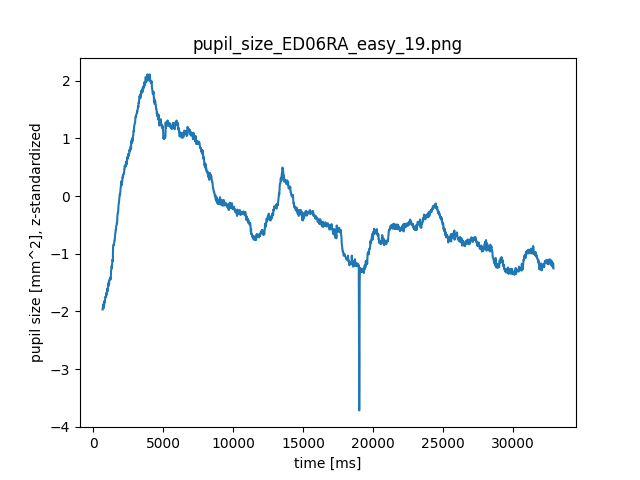 pupil_size_ED06RA_easy_19.png
pupil size [mm^2], z-standardized
2
1
0
−1
−2
−3
−4
0 5000 10000 15000 20000 25000 30000
time [ms]